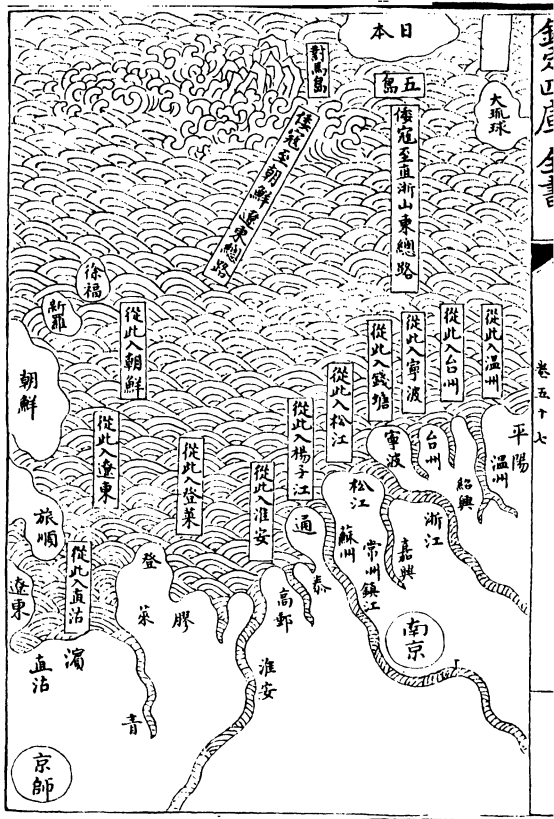 欽定四庫全書
卷五十七
大琉球
日本
五島
對馬島
倭寇至直浙山東總路
倭寇至朝鮮遼東總路
從此入温州
從此入台州
從此入寧波
從此入錢塘
從此入松江
從此入楊子江
從此入淮安
從此入登萊
從此入朝鮮
從此入遼東
從此入直沽
徐福
新羅
朝鮮
旅順
遼東
平陽
温州
台州
紹興
寧波
浙江
松江
嘉興
蘇州
常州
鎮江
南京
通
泰
高郵
淮安
膠
登
萊
青
濱
直沽
京師